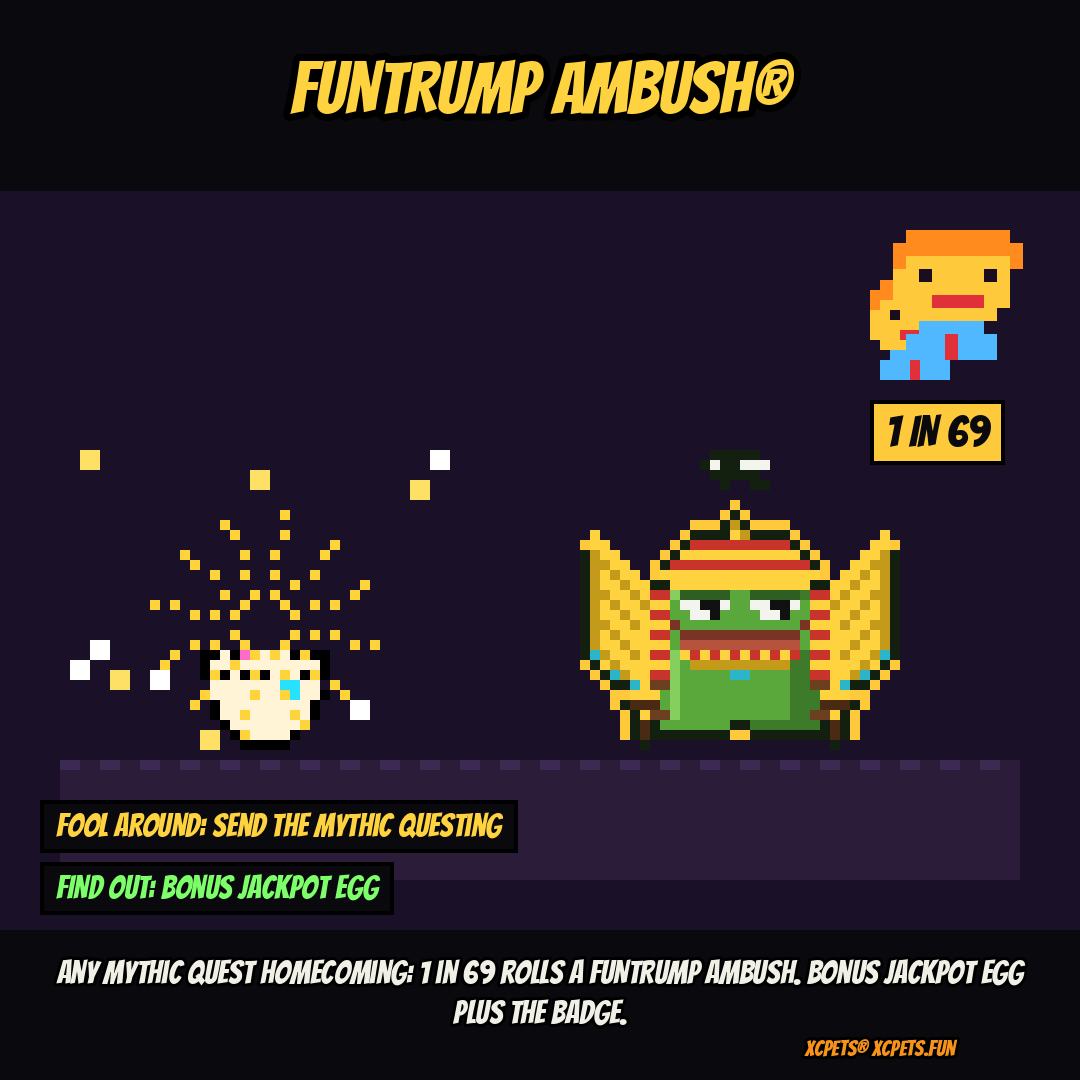 FUNTRUMP AMBUSH®
1 IN 69
FOOL AROUND: SEND THE MYTHIC QUESTING
FIND OUT: BONUS JACKPOT EGG
ANY MYTHIC QUEST HOMECOMING: 1 IN 69 ROLLS A FUNTRUMP AMBUSH. BONUS JACKPOT EGG
PLUS THE BADGE.
XCPETS® XCPETS.FUN